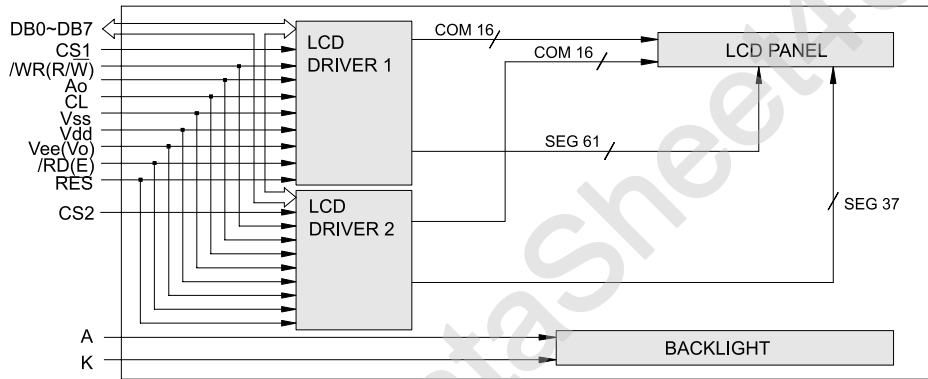 DB0~DB7
CS1
/WR(R/W)
Ao
CL
Vss
Vdd
Vee(Vo)
/RD(E)
RES
CS2
A
K
LCD
DRIVER 1
LCD
DRIVER 2
COM 16
COM 16
SEG 61
SEG 37
LCD PANEL
BACKLIGHT
ataSheet4